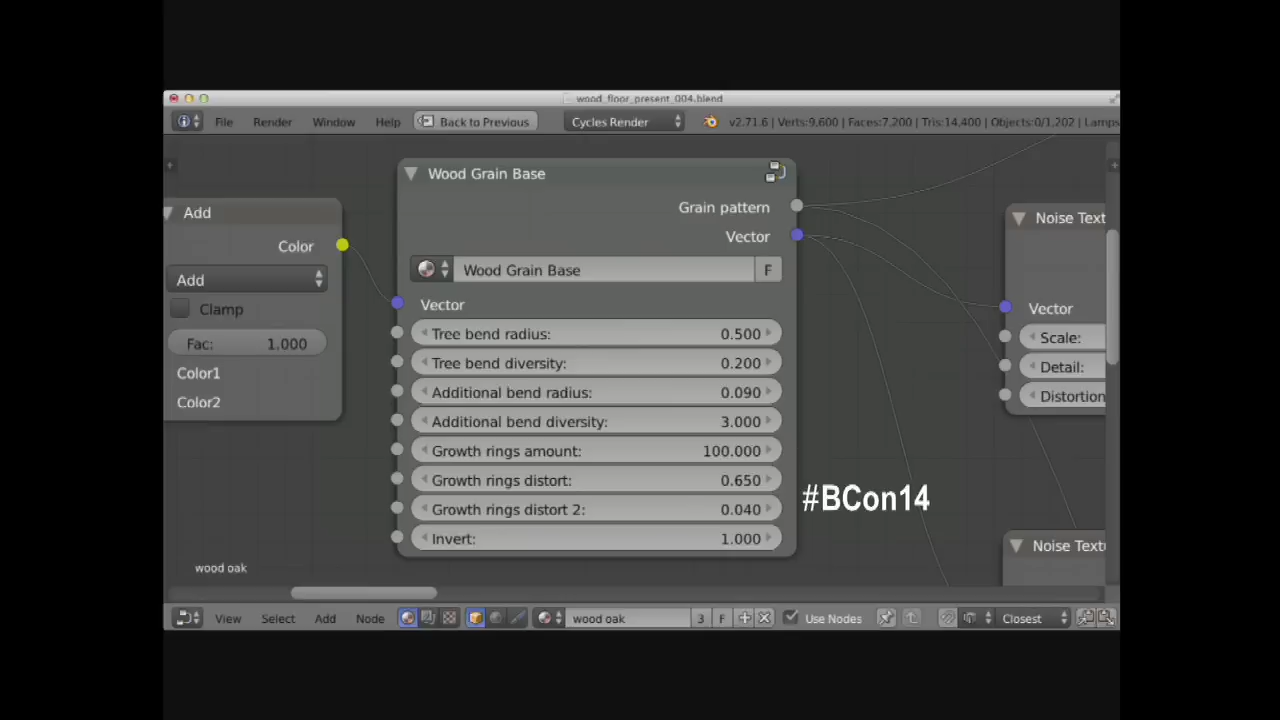 wood_floor_present_004.blend
File Render Window Help Back to Previous Cycles Render v2.71.6 | Verts:9,600 | Faces:7,200 | Tris:14,400 | Objects:0/1,202 | Lamps
Wood Grain Base
Grain pattern
Vector
Wood Grain Base F
Vector
Tree bend radius: 0.500
Tree bend diversity: 0.200
Additional bend radius: 0.090
Additional bend diversity: 3.000
Growth rings amount: 100.000
Growth rings distort: 0.650
Growth rings distort 2: 0.040
Invert: 1.000
Add
Color
Add
Clamp
Fac: 1.000
Color1
Color2
Noise Text
Vector
Scale:
Detail:
Distortion
Noise Textu
#BCon14
wood oak
View Select Add Node wood oak 3 F Use Nodes Closest